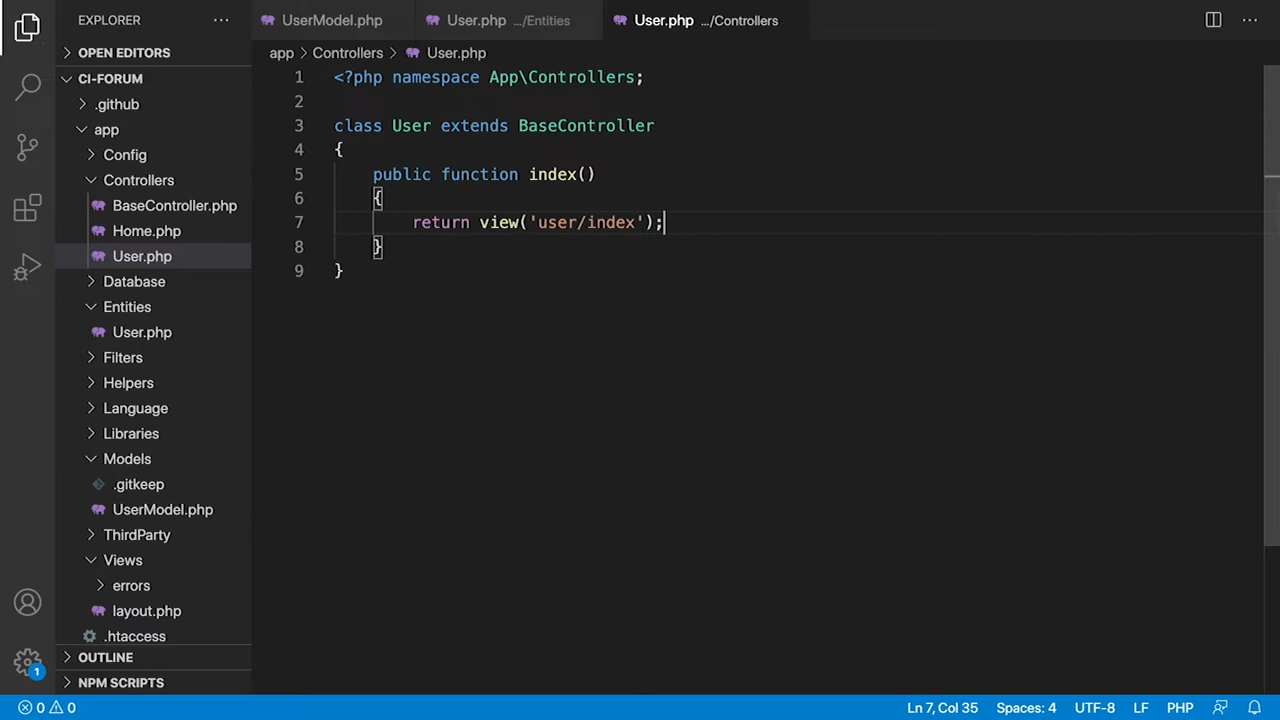 EXPLORER
UserModel.php
User.php .../Entities
User.php .../Controllers
OPEN EDITORS
CI-FORUM
.github
app
Config
Controllers
BaseController.php
Home.php
User.php
Database
Entities
User.php
Filters
Helpers
Language
Libraries
Models
.gitkeep
UserModel.php
ThirdParty
Views
errors
layout.php
.htaccess
OUTLINE
NPM SCRIPTS
1
app Controllers User.php
1 <?php namespace App\Controllers;
2
3 class User extends BaseController
4 {
5 public function index()
6 {
7 return view('user/index');
8 }
9 }
0 0
Ln 7, Col 35 Spaces: 4 UTF-8 LF PHP